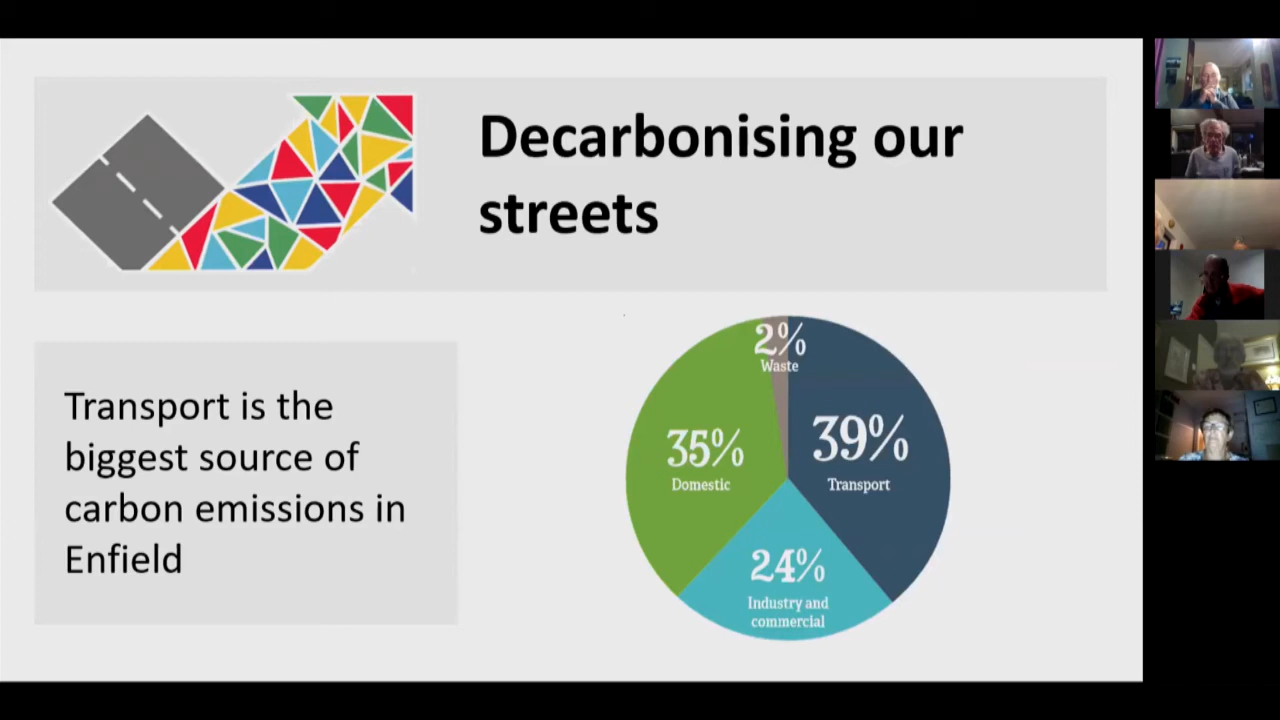 Decarbonising our
streets
Transport is the
biggest source of
carbon emissions in
Enfield
2%
Waste
39%
Transport
35%
Domestic
24%
Industry and
commercial